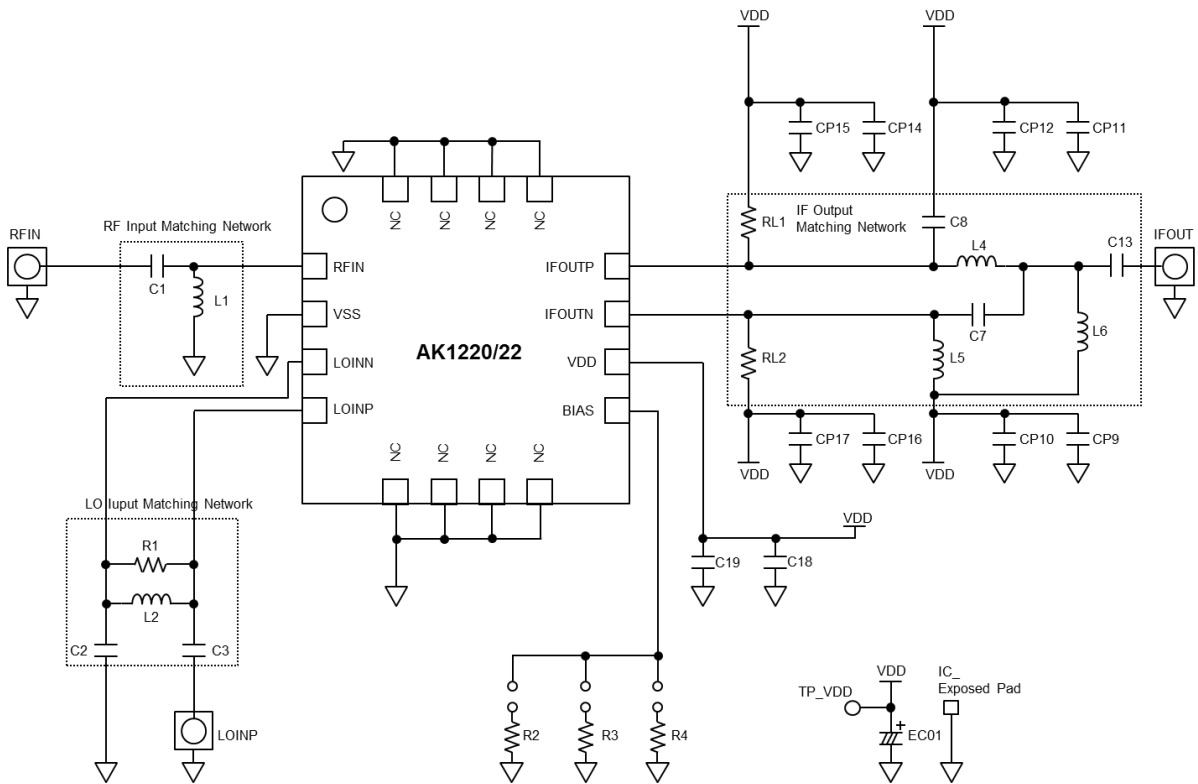 VDD
VDD
CP15
CP14
CP12
CP11
NC
NC
NC
NC
RF Input Matching Network
RFIN
C1
L1
RL1
C8
IF Output
Matching Network
L4
C13
IFOUT
RFIN
IFOUTP
VSS
IFOUTN
C7
L6
LOINN
AK1220/22
VDD
RL2
L5
LOINP
BIAS
CP17
CP16
CP10
CP9
NC
NC
NC
NC
VDD
VDD
LO Iuput Matching Network
R1
L2
C2
C3
VDD
C19
C18
LOINP
R2
R3
R4
VDD
TP_VDD
+
EC01
IC_
Exposed Pad